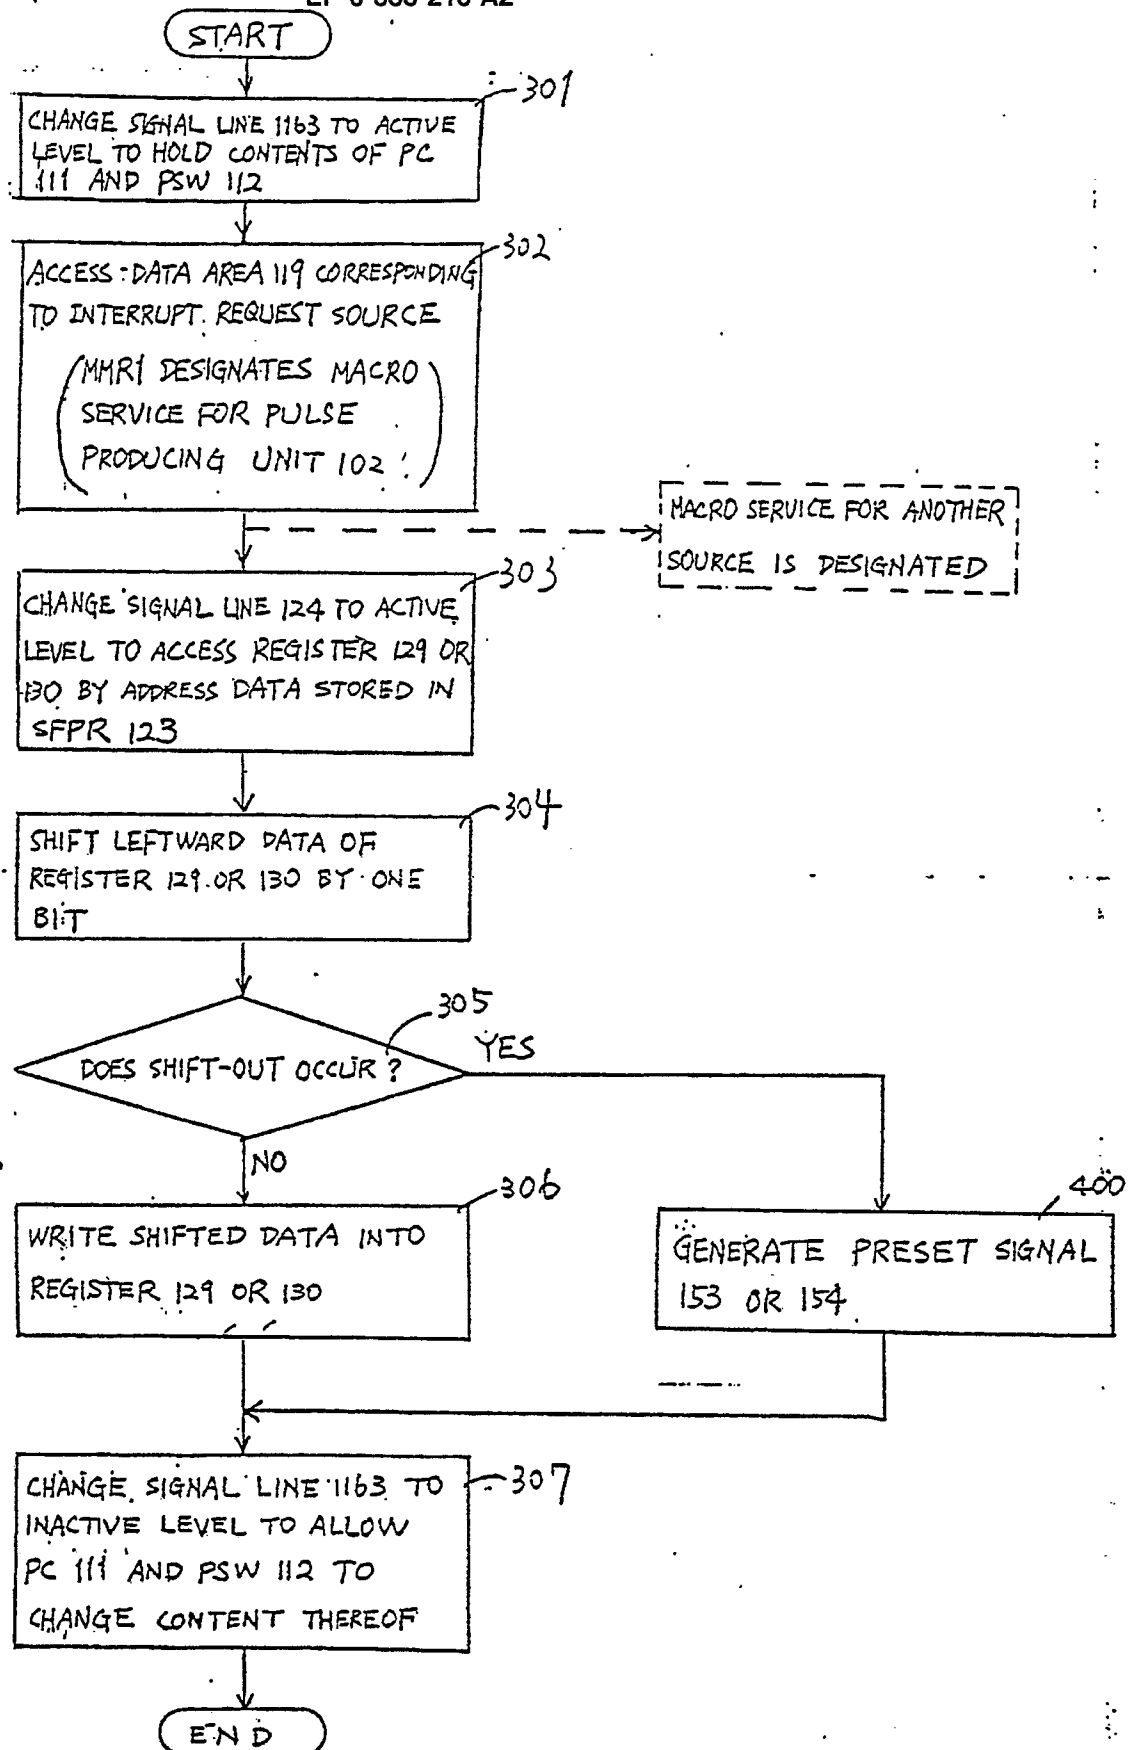 START
301
CHANGE SIGNAL LINE 1163 TO ACTIVE
LEVEL TO HOLD CONTENTS OF PC
111 AND PSW 112
302
ACCESS DATA AREA 119 CORRESPONDING
TO INTERRUPT REQUEST SOURCE
(MMR1 DESIGNATES MACRO
SERVICE FOR PULSE
PRODUCING UNIT 102)
MACRO SERVICE FOR ANOTHER
SOURCE IS DESIGNATED
303
CHANGE SIGNAL LINE 124 TO ACTIVE
LEVEL TO ACCESS REGISTER 129 OR
130 BY ADDRESS DATA STORED IN
SFPR 123
304
SHIFT LEFTWARD DATA OF
REGISTER 129 OR 130 BY ONE
BIT
305
DOES SHIFT-OUT OCCUR?
YES
NO
306
WRITE SHIFTED DATA INTO
REGISTER 129 OR 130
400
GENERATE PRESET SIGNAL
153 OR 154
307
CHANGE SIGNAL LINE 1163 TO
INACTIVE LEVEL TO ALLOW
PC 111 AND PSW 112 TO
CHANGE CONTENT THEREOF
END